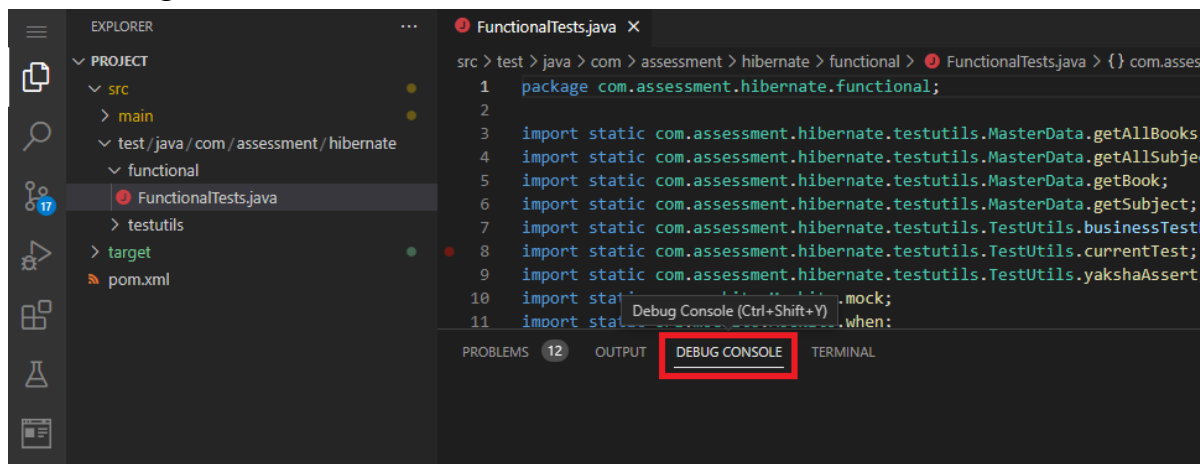 EXPLORER
PROJECT
src
main
test/java/com/assessment/hibernate
functional
FunctionalTests.java
testutils
target
pom.xml
17
FunctionalTests.java
src > test > java > com > assessment > hibernate > functional > FunctionalTests.java > {} com.asses
1 package com.assessment.hibernate.functional;
2
3 import static com.assessment.hibernate.testutils.MasterData.getAllBooks
4 import static com.assessment.hibernate.testutils.MasterData.getAllSubje
5 import static com.assessment.hibernate.testutils.MasterData.getBook;
6 import static com.assessment.hibernate.testutils.MasterData.getSubject;
7 import static com.assessment.hibernate.testutils.TestUtils.businessTest
8 import static com.assessment.hibernate.testutils.TestUtils.currentTest;
9 import static com.assessment.hibernate.testutils.TestUtils.yakshaAssert
10 import stat .mock;
Debug Console (Ctrl+Shift+Y)
11 import stat .when;
PROBLEMS 12 OUTPUT DEBUG CONSOLE TERMINAL